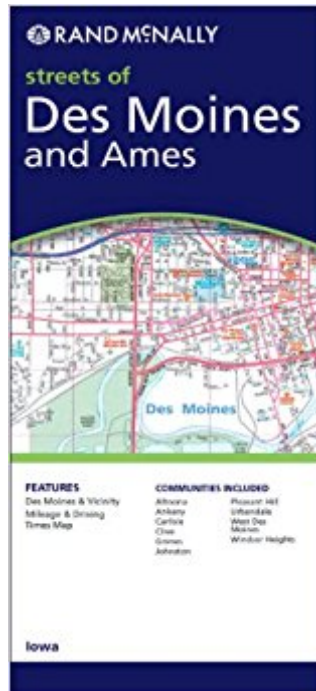 RAND McNALLY
streets of
Des Moines
and Ames
Des Moines
FEATURES
Des Moines & Vicinity
Mileage & Driving
Times Map
COMMUNITIES INCLUDED
Altoona
Ankeny
Carlisle
Clive
Grimes
Johnston
Pleasant Hill
Urbandale
West Des
Moines
Windsor Heights
Iowa